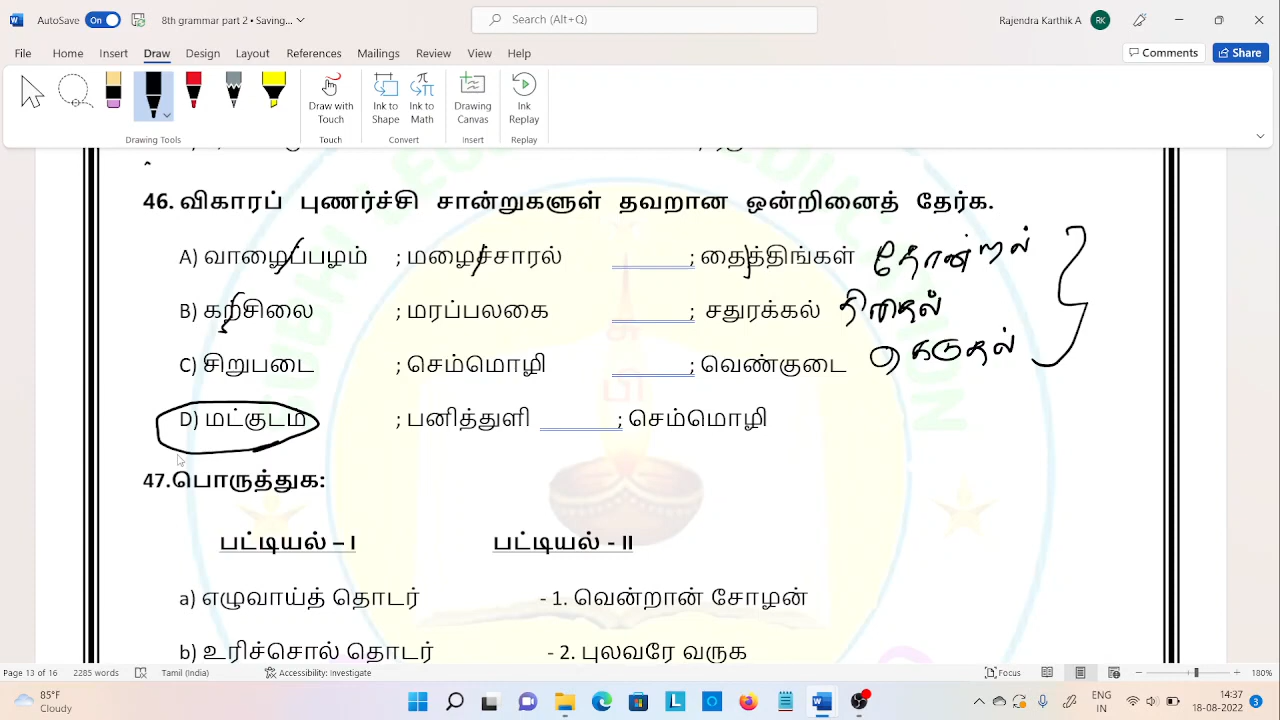 AutoSave On 8th grammar part 2 • Saving... Search (Alt+Q) Rajendra Karthik A RK
File Home Insert Draw Design Layout References Mailings Review View Help Comments Share
Draw with Touch Ink to Shape Ink to Math Drawing Canvas Ink Replay
Drawing Tools Touch Convert Insert Replay
46. விகாரப் புணர்ச்சி சான்றுகளுள் தவறான ஒன்றினைத் தேர்க.
A) வாழைப்பழம் ; மழைச்சாரல் ; தைத்திங்கள் தோன்றல்
B) கற்சிலை ; மரப்பலகை ; சதுரக்கல் திரிதல்
C) சிறுபடை ; செம்மொழி ; வெண்குடை கெடுதல்
D) மட்குடம் ; பனித்துளி ; செம்மொழி
47.பொருத்துக:
பட்டியல் – I பட்டியல் - II
a) எழுவாய்த் தொடர் - 1. வென்றான் சோழன்
b) உரிச்சொல் தொடர் - 2. புலவரே வருக
Page 13 of 16 2285 words Tamil (India) Accessibility: Investigate Focus 180%
85°F Cloudy ENG IN 14:37 18-08-2022 3